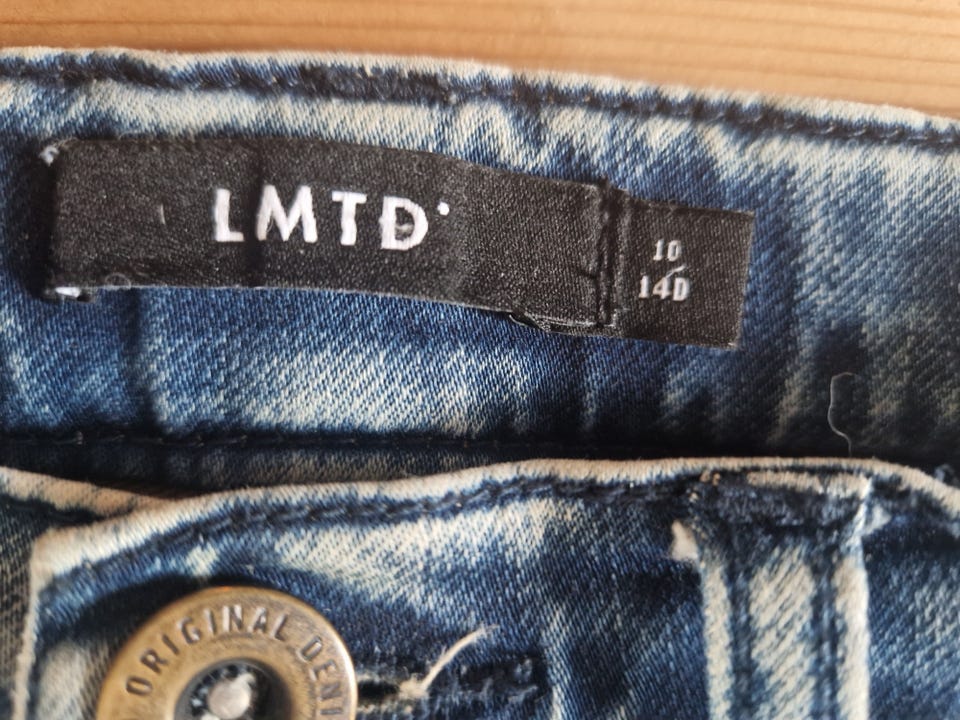 LMTD
10/
14D
ORIGINAL DENI